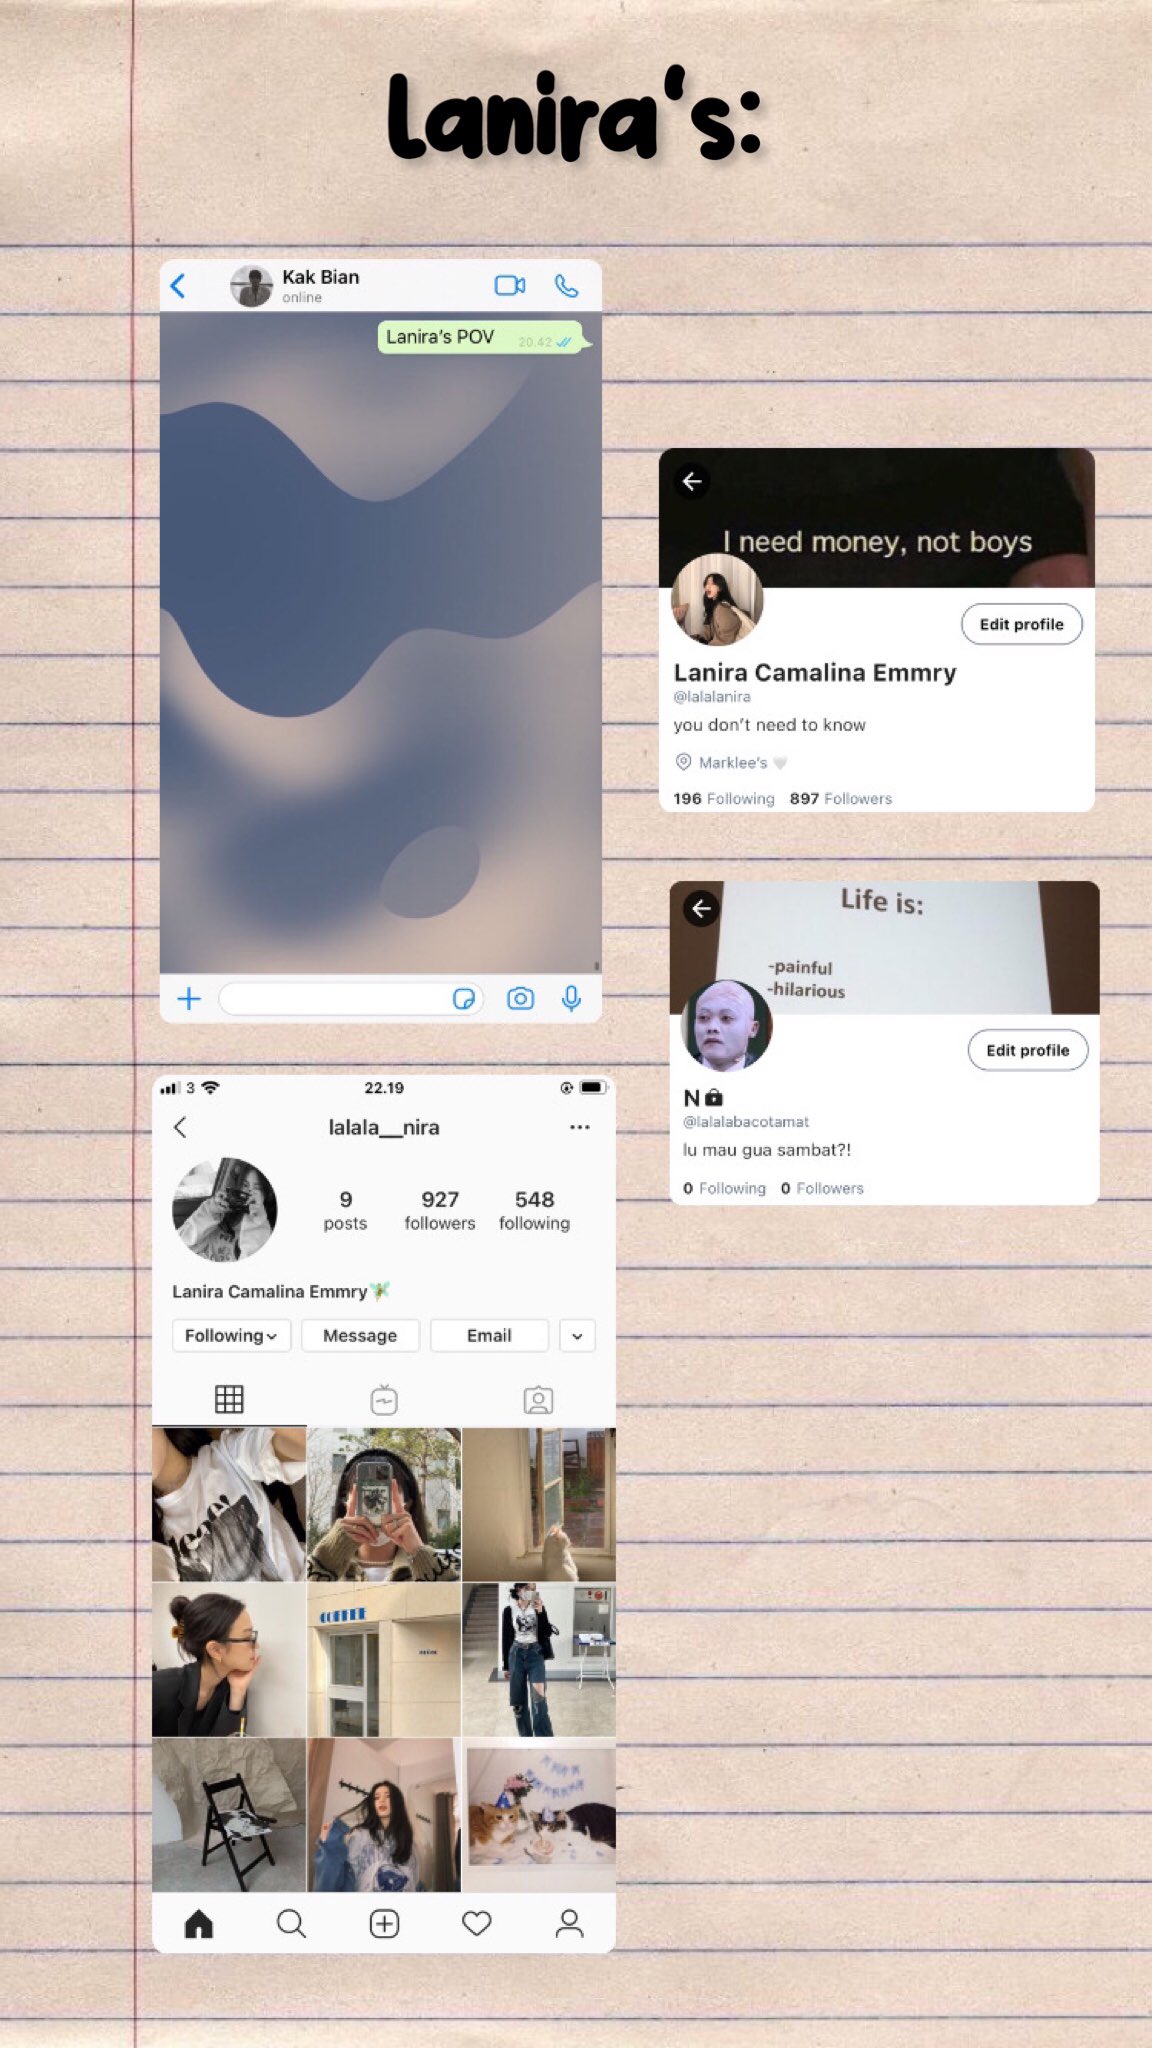 Lanira's:
Kak Bian
online
Lanira's POV 20.42
I need money, not boys
Edit profile
Lanira Camalina Emmry
@lalalanira
you don't need to know
Marklee's 🤍
196 Following 897 Followers
Life is:
-painful
-hilarious
Edit profile
N🔒
@lalalabacotamat
lu mau gua sambat?!
0 Following 0 Followers
3 22.19
lalala__nira
9 927 548
posts followers following
Lanira Camalina Emmry🧚
Following Message Email
COFFEE